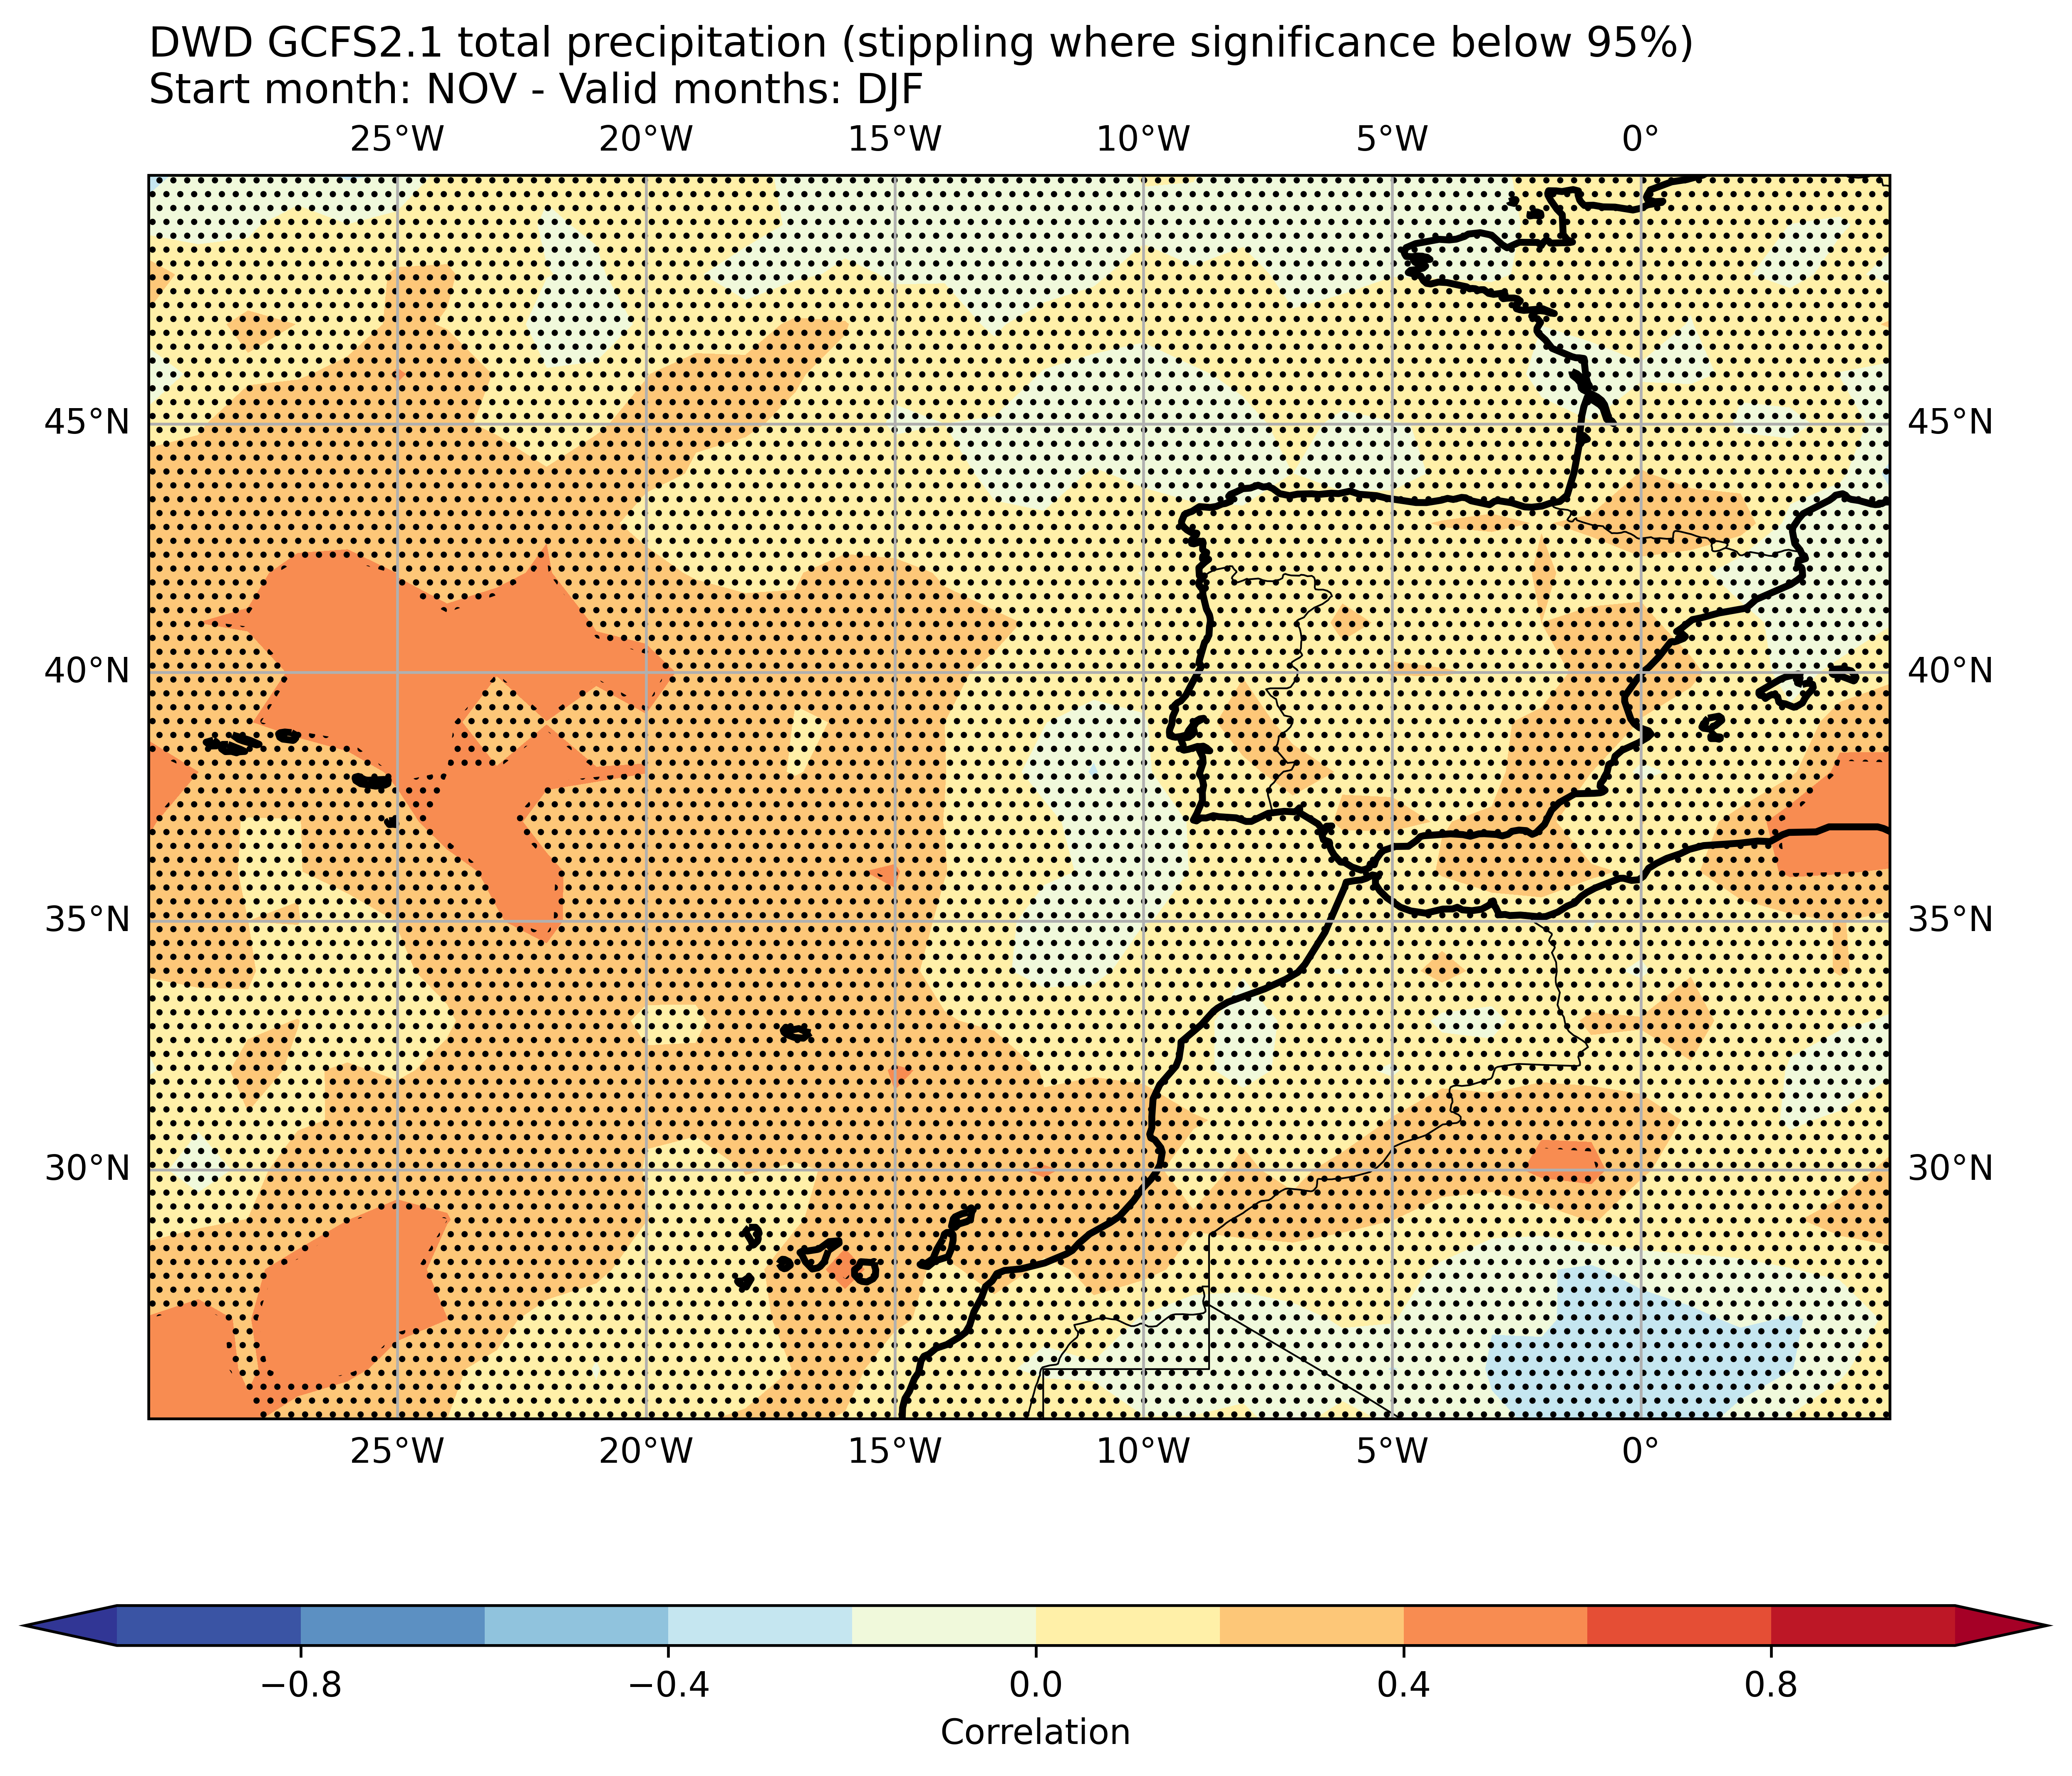 DWD GCFS2.1 total precipitation (stippling where significance below 95%)
Start month: NOV - Valid months: DJF
25°W 20°W 15°W 10°W 5°W 0°
45°N 45°N
40°N 40°N
35°N 35°N
30°N 30°N
25°W 20°W 15°W 10°W 5°W 0°
−0.8 −0.4 0.0 0.4 0.8
Correlation